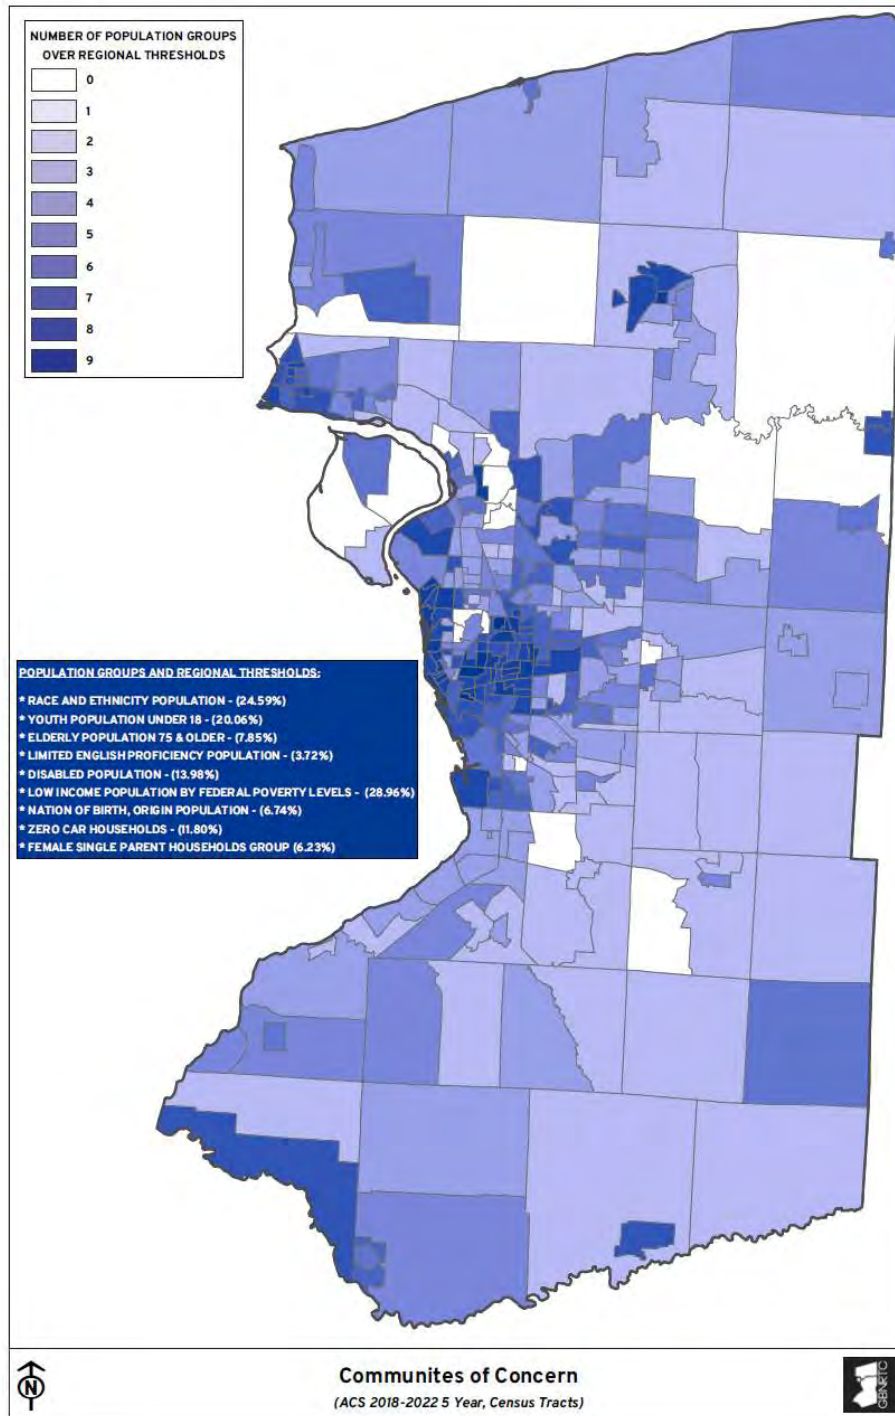 NUMBER OF POPULATION GROUPS
OVER REGIONAL THRESHOLDS
0
1
2
3
4
5
6
7
8
9
POPULATION GROUPS AND REGIONAL THRESHOLDS:
* RACE AND ETHNICITY POPULATION - (24.59%)
* YOUTH POPULATION UNDER 18 - (20.06%)
* ELDERLY POPULATION 75 & OLDER - (7.85%)
* LIMITED ENGLISH PROFICIENCY POPULATION - (3.72%)
* DISABLED POPULATION - (13.98%)
* LOW INCOME POPULATION BY FEDERAL POVERTY LEVELS - (28.96%)
* NATION OF BIRTH, ORIGIN POPULATION - (6.74%)
* ZERO CAR HOUSEHOLDS - (11.80%)
* FEMALE SINGLE PARENT HOUSEHOLDS GROUP (6.23%)
N
Communites of Concern
(ACS 2018-2022 5 Year, Census Tracts)
GBNRTC